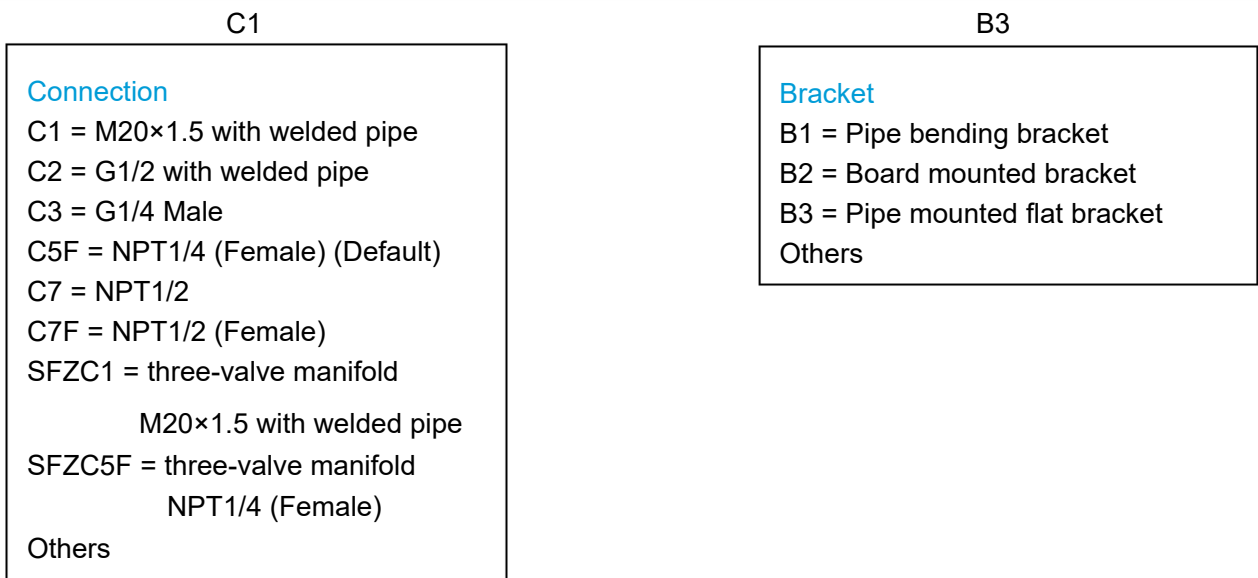 C1
Connection
C1 = M20×1.5 with welded pipe
C2 = G1/2 with welded pipe
C3 = G1/4 Male
C5F = NPT1/4 (Female) (Default)
C7 = NPT1/2
C7F = NPT1/2 (Female)
SFZC1 = three-valve manifold
M20×1.5 with welded pipe
SFZC5F = three-valve manifold
NPT1/4 (Female)
Others
B3
Bracket
B1 = Pipe bending bracket
B2 = Board mounted bracket
B3 = Pipe mounted flat bracket
Others